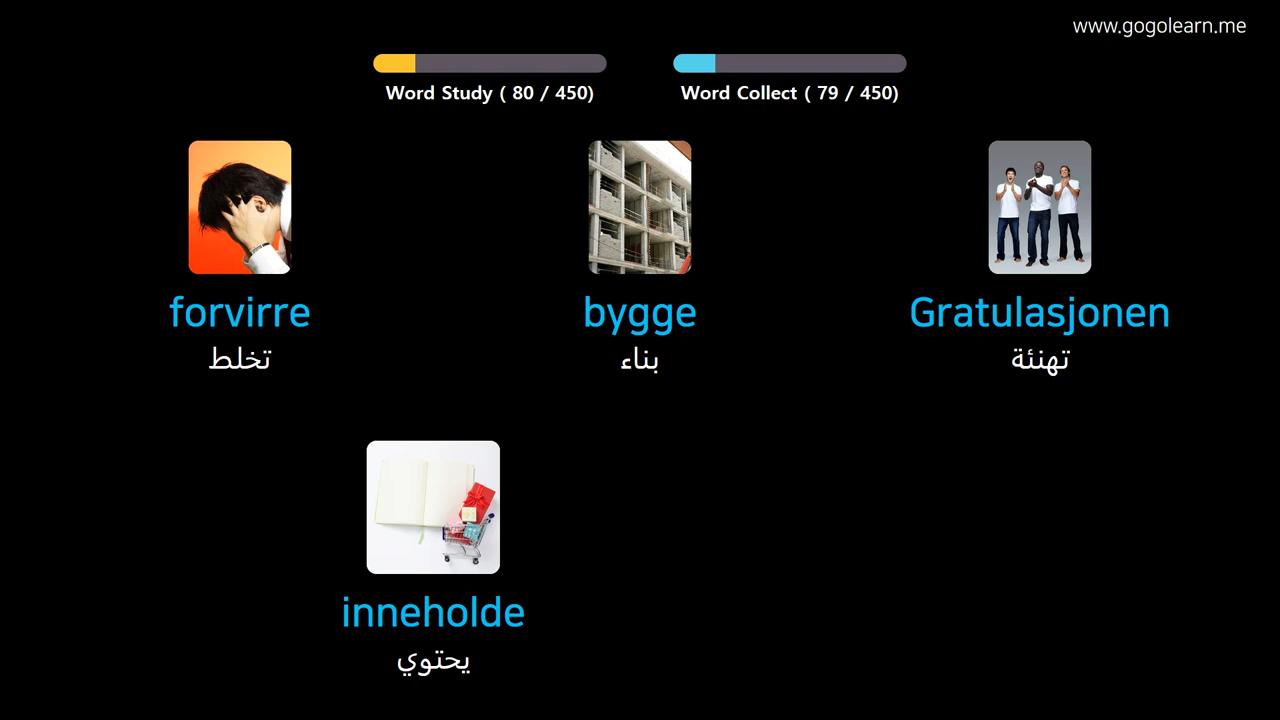 www.gogolearn.me
Word Study ( 80 / 450)
Word Collect ( 79 / 450)
forvirre
تخلط
bygge
بناء
Gratulasjonen
تهنئة
inneholde
يحتوي